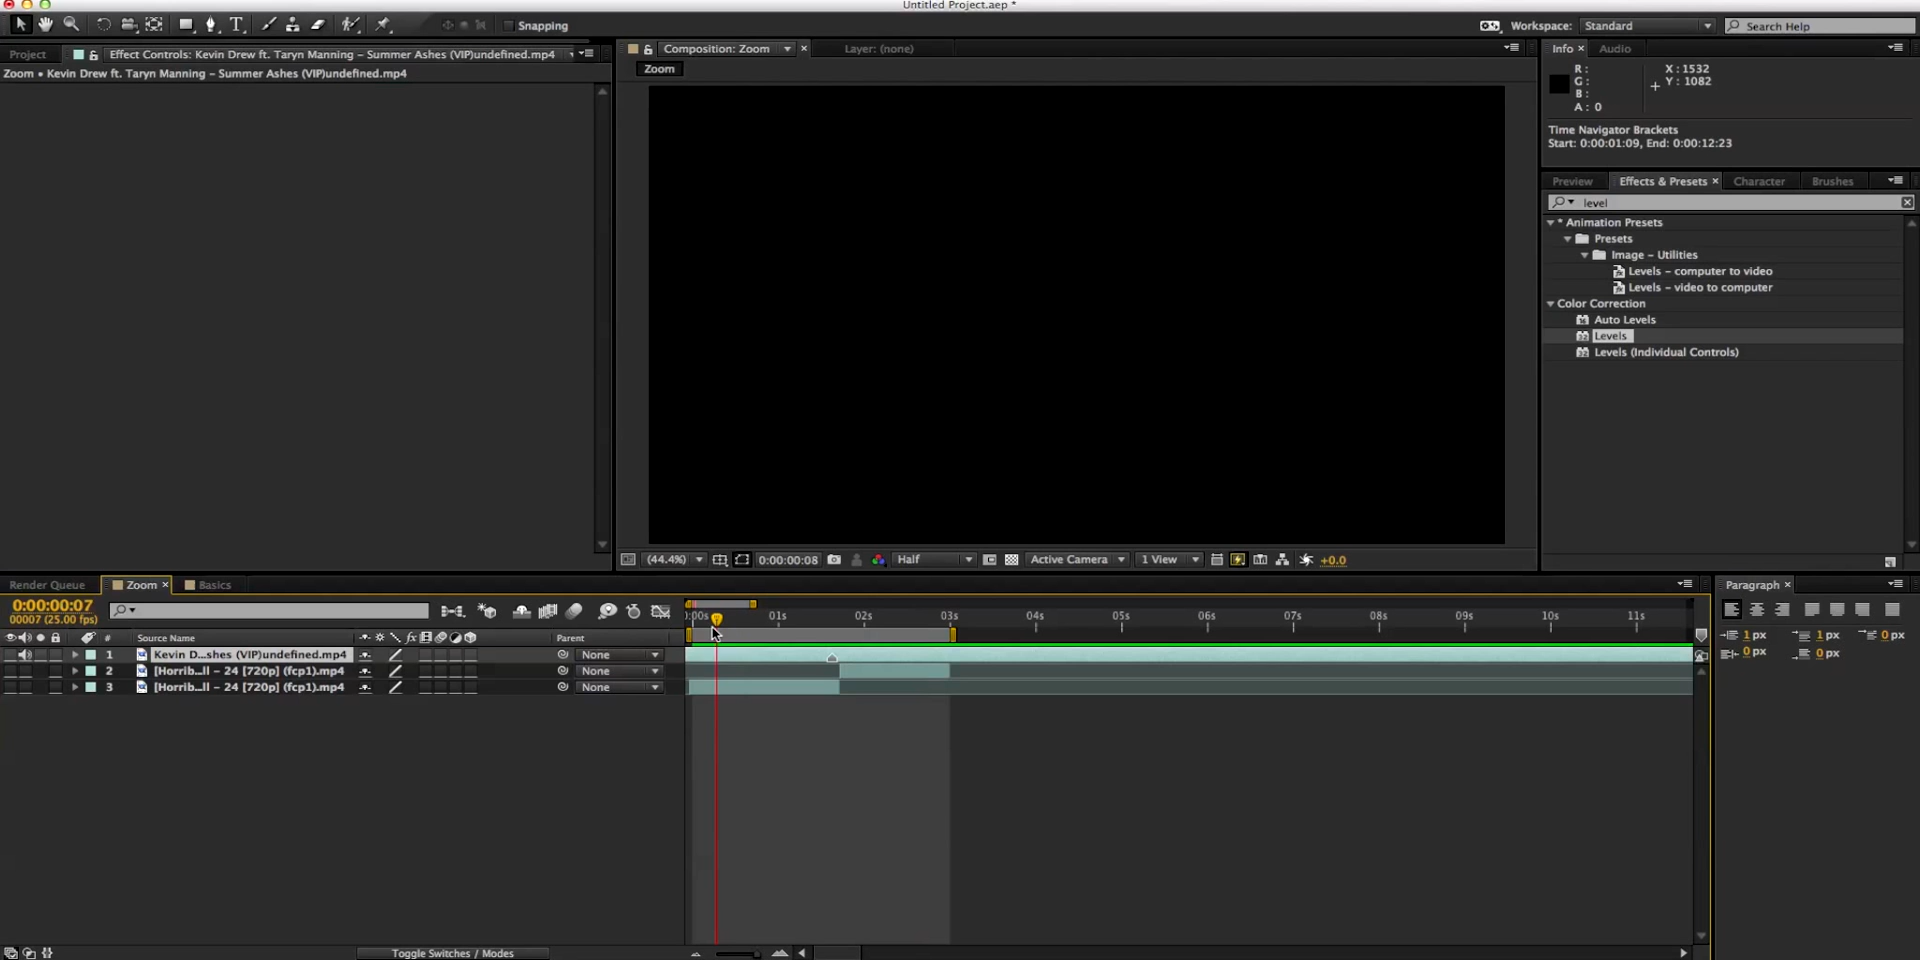 Untitled Project.aep *
Snapping
Workspace: Standard
Search Help
Project
Effect Controls: Kevin Drew ft. Taryn Manning – Summer Ashes (VIP)undefined.mp4
Zoom • Kevin Drew ft. Taryn Manning – Summer Ashes (VIP)undefined.mp4
Composition: Zoom
Layer: (none)
Zoom
Info
Audio
R :
G :
B :
A : 0
X : 1532
Y : 1082
Time Navigator Brackets
Start: 0:00:01:09, End: 0:00:12:23
Preview
Effects & Presets
Character
Brushes
level
* Animation Presets
Presets
Image – Utilities
Levels – computer to video
Levels – video to computer
Color Correction
Auto Levels
Levels
Levels (Individual Controls)
(44.4%)
0:00:00:08
Half
Active Camera
1 View
+0.0
Render Queue
Zoom
Basics
0:00:00:07
00007 (25.00 fps)
# Source Name
Parent
1 Kevin D...shes (VIP)undefined.mp4 None
2 [Horrib...ll – 24 [720p] (fcp1).mp4 None
3 [Horrib...ll – 24 [720p] (fcp1).mp4 None
:00s 01s 02s 03s 04s 05s 06s 07s 08s 09s 10s 11s
Toggle Switches / Modes
Paragraph
1 px
1 px
0 px
0 px
0 px